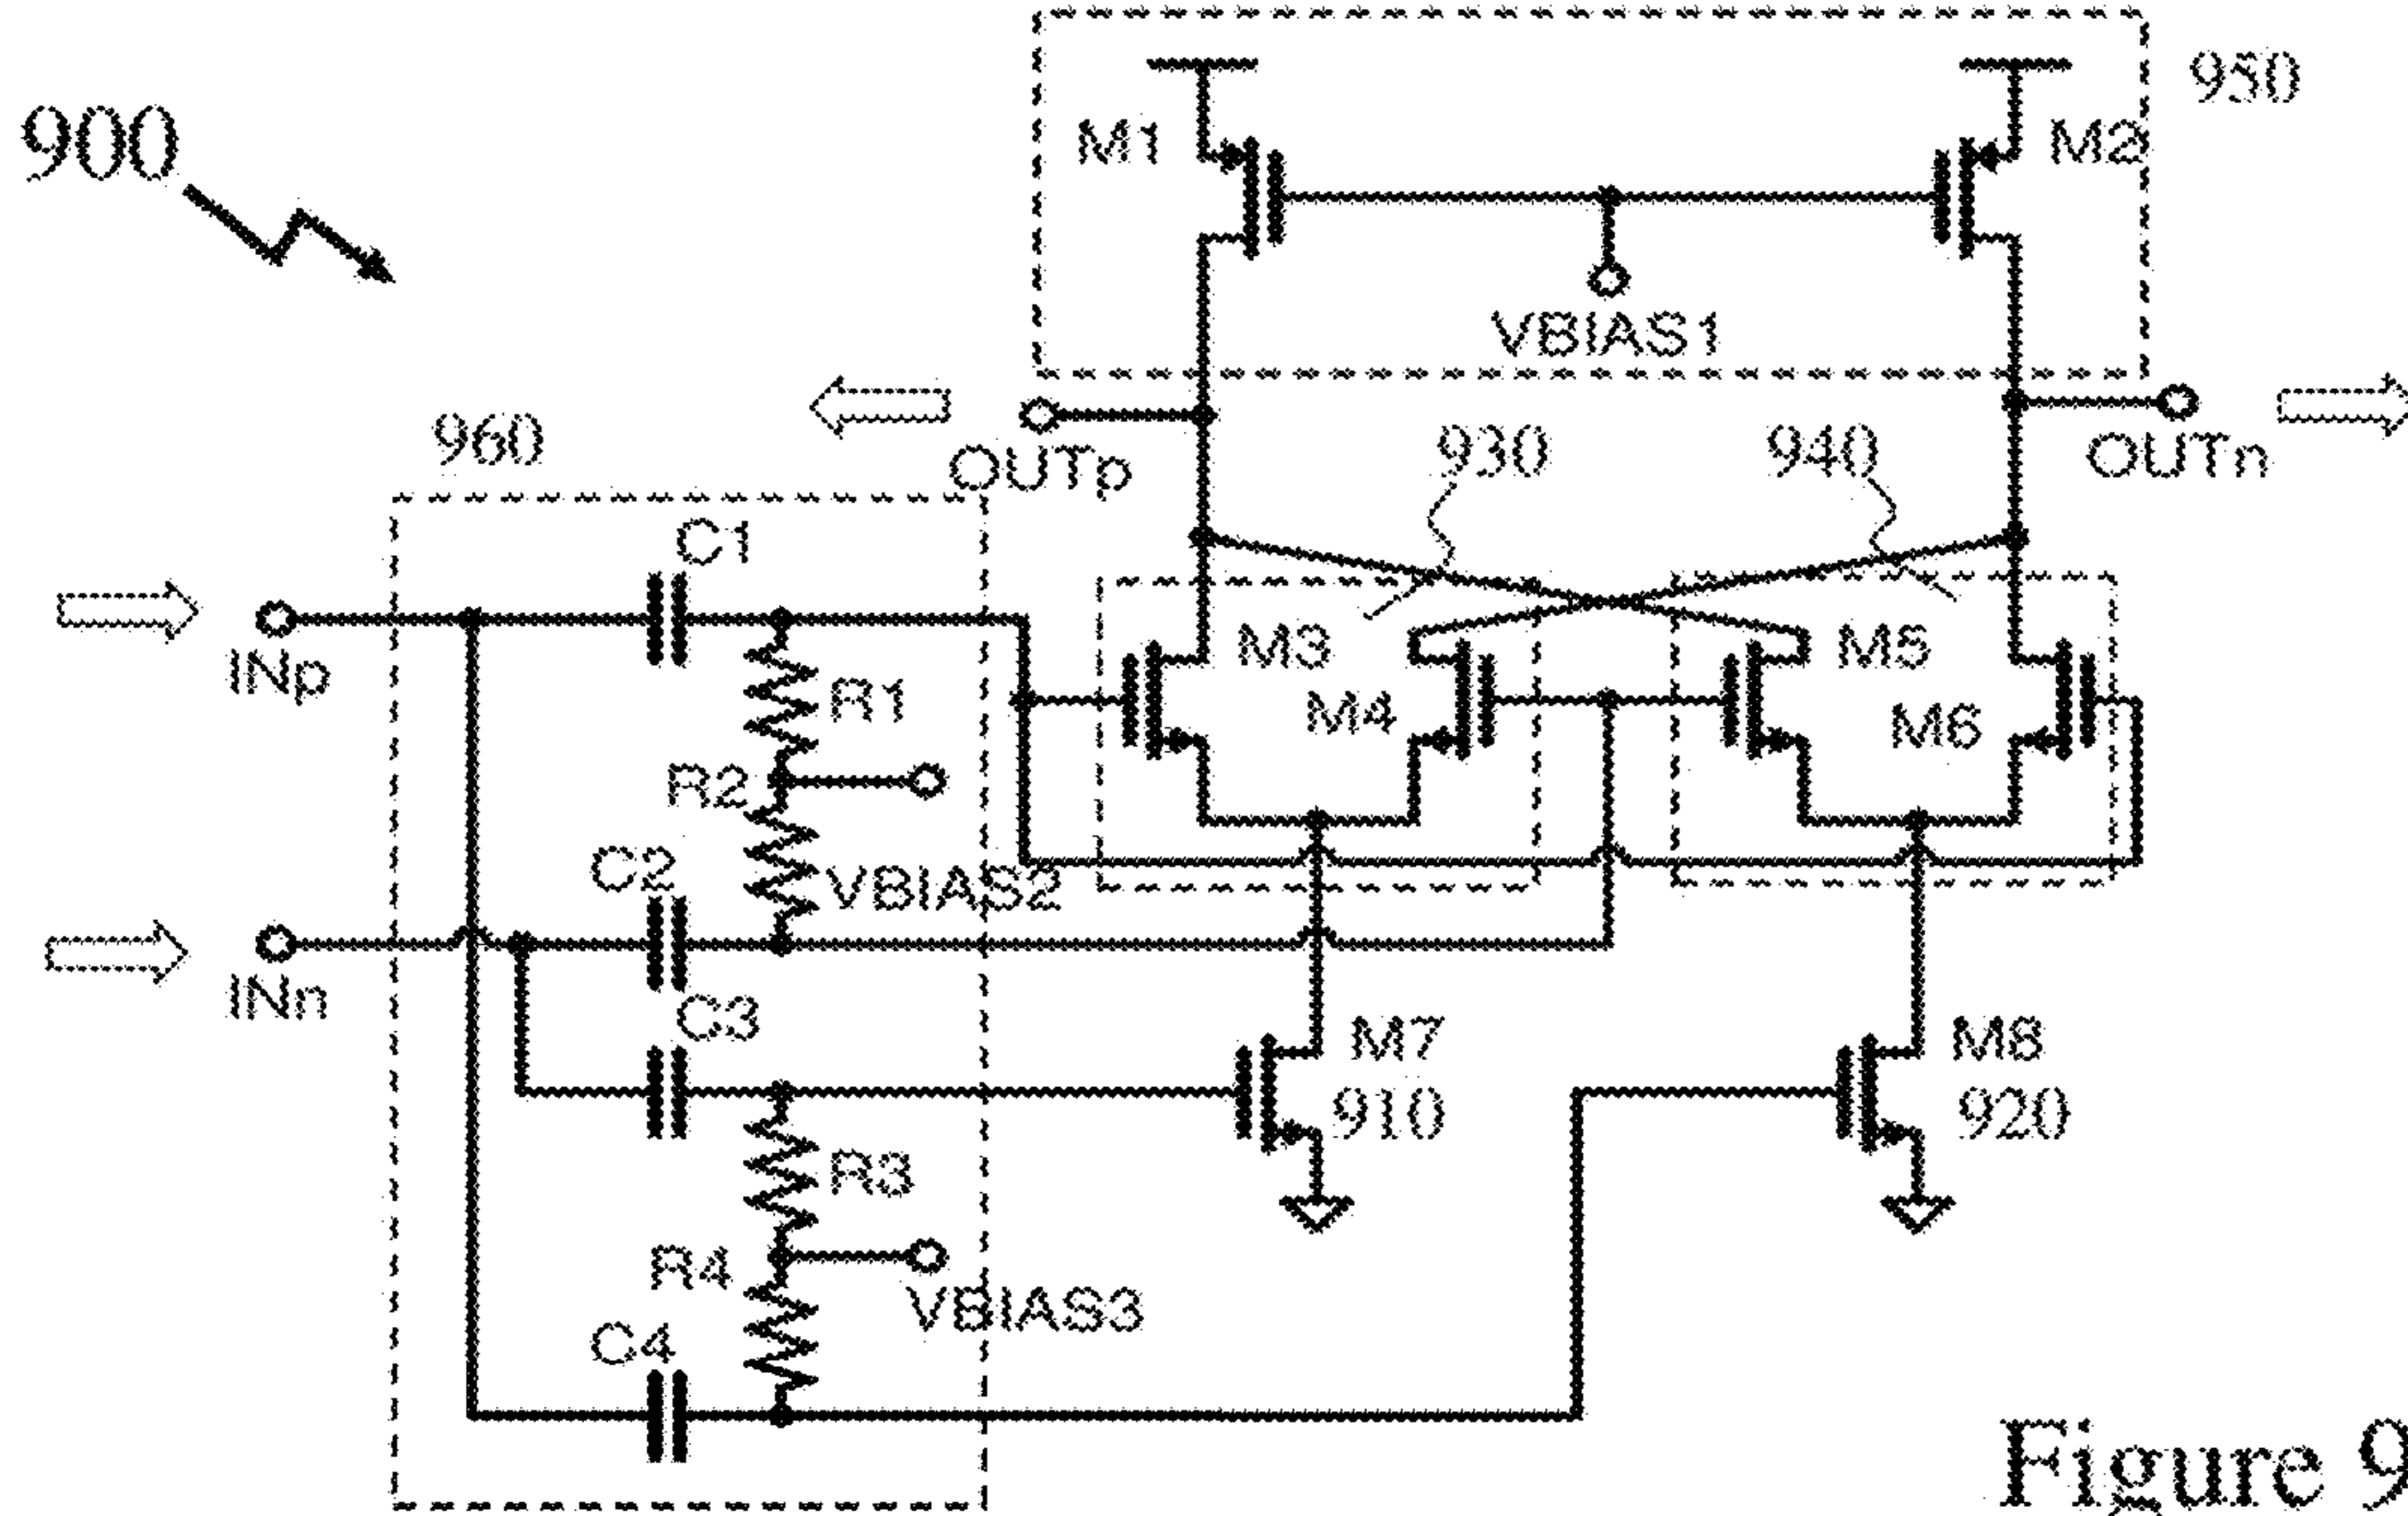 950
900
M1
M2
VBIAS1
960
OUTp
930
940
OUTn
C1
INp
R1
M3
M4
M5
M6
R2
C2
VBIAS2
INn
C3
M7
910
M8
920
R3
R4
VBIAS3
C4
Figure 9